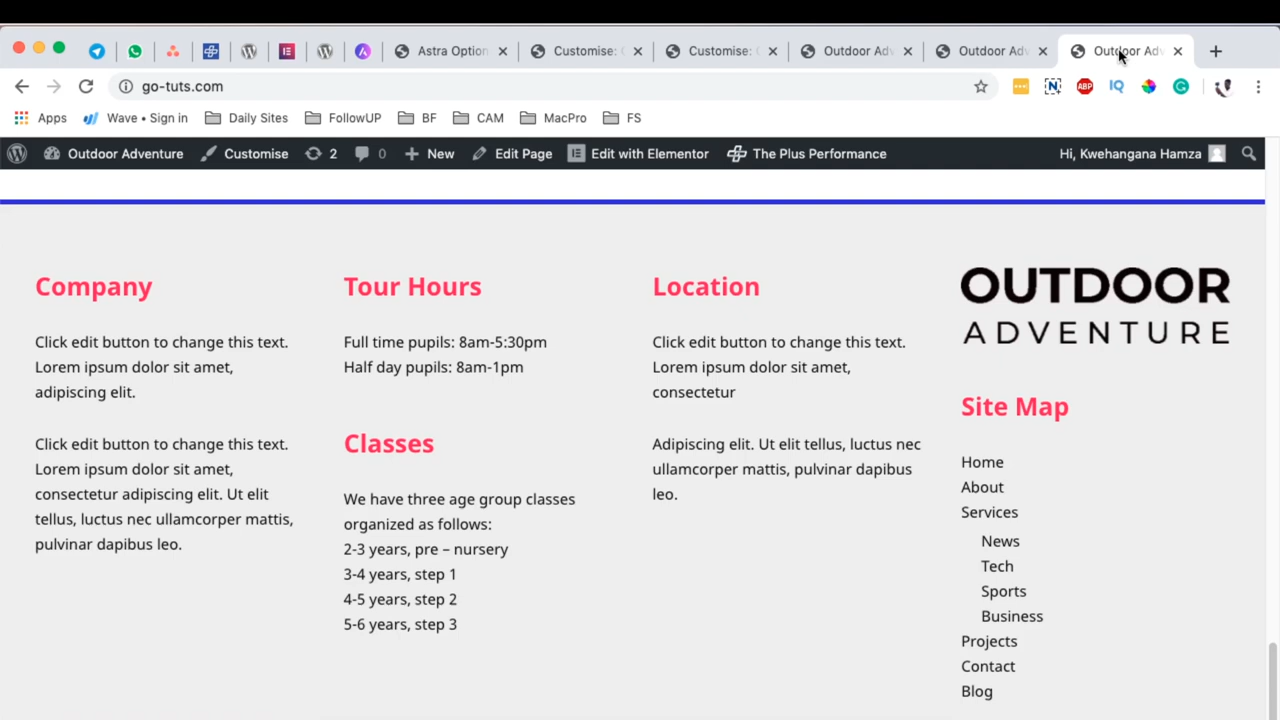 Astra Option
Customise:
Customise:
Outdoor Adv
Outdoor Adv
Outdoor Adv
go-tuts.com
ABP
IQ
Apps
Wave • Sign in
Daily Sites
FollowUP
BF
CAM
MacPro
FS
Outdoor Adventure
Customise
2
0
New
Edit Page
Edit with Elementor
The Plus Performance
Hi, Kwehangana Hamza
Company
Click edit button to change this text.
Lorem ipsum dolor sit amet,
adipiscing elit.
Click edit button to change this text.
Lorem ipsum dolor sit amet,
consectetur adipiscing elit. Ut elit
tellus, luctus nec ullamcorper mattis,
pulvinar dapibus leo.
Tour Hours
Full time pupils: 8am-5:30pm
Half day pupils: 8am-1pm
Classes
We have three age group classes
organized as follows:
2-3 years, pre – nursery
3-4 years, step 1
4-5 years, step 2
5-6 years, step 3
Location
Click edit button to change this text.
Lorem ipsum dolor sit amet,
consectetur
Adipiscing elit. Ut elit tellus, luctus nec
ullamcorper mattis, pulvinar dapibus
leo.
OUTDOOR
ADVENTURE
Site Map
Home
About
Services
News
Tech
Sports
Business
Projects
Contact
Blog